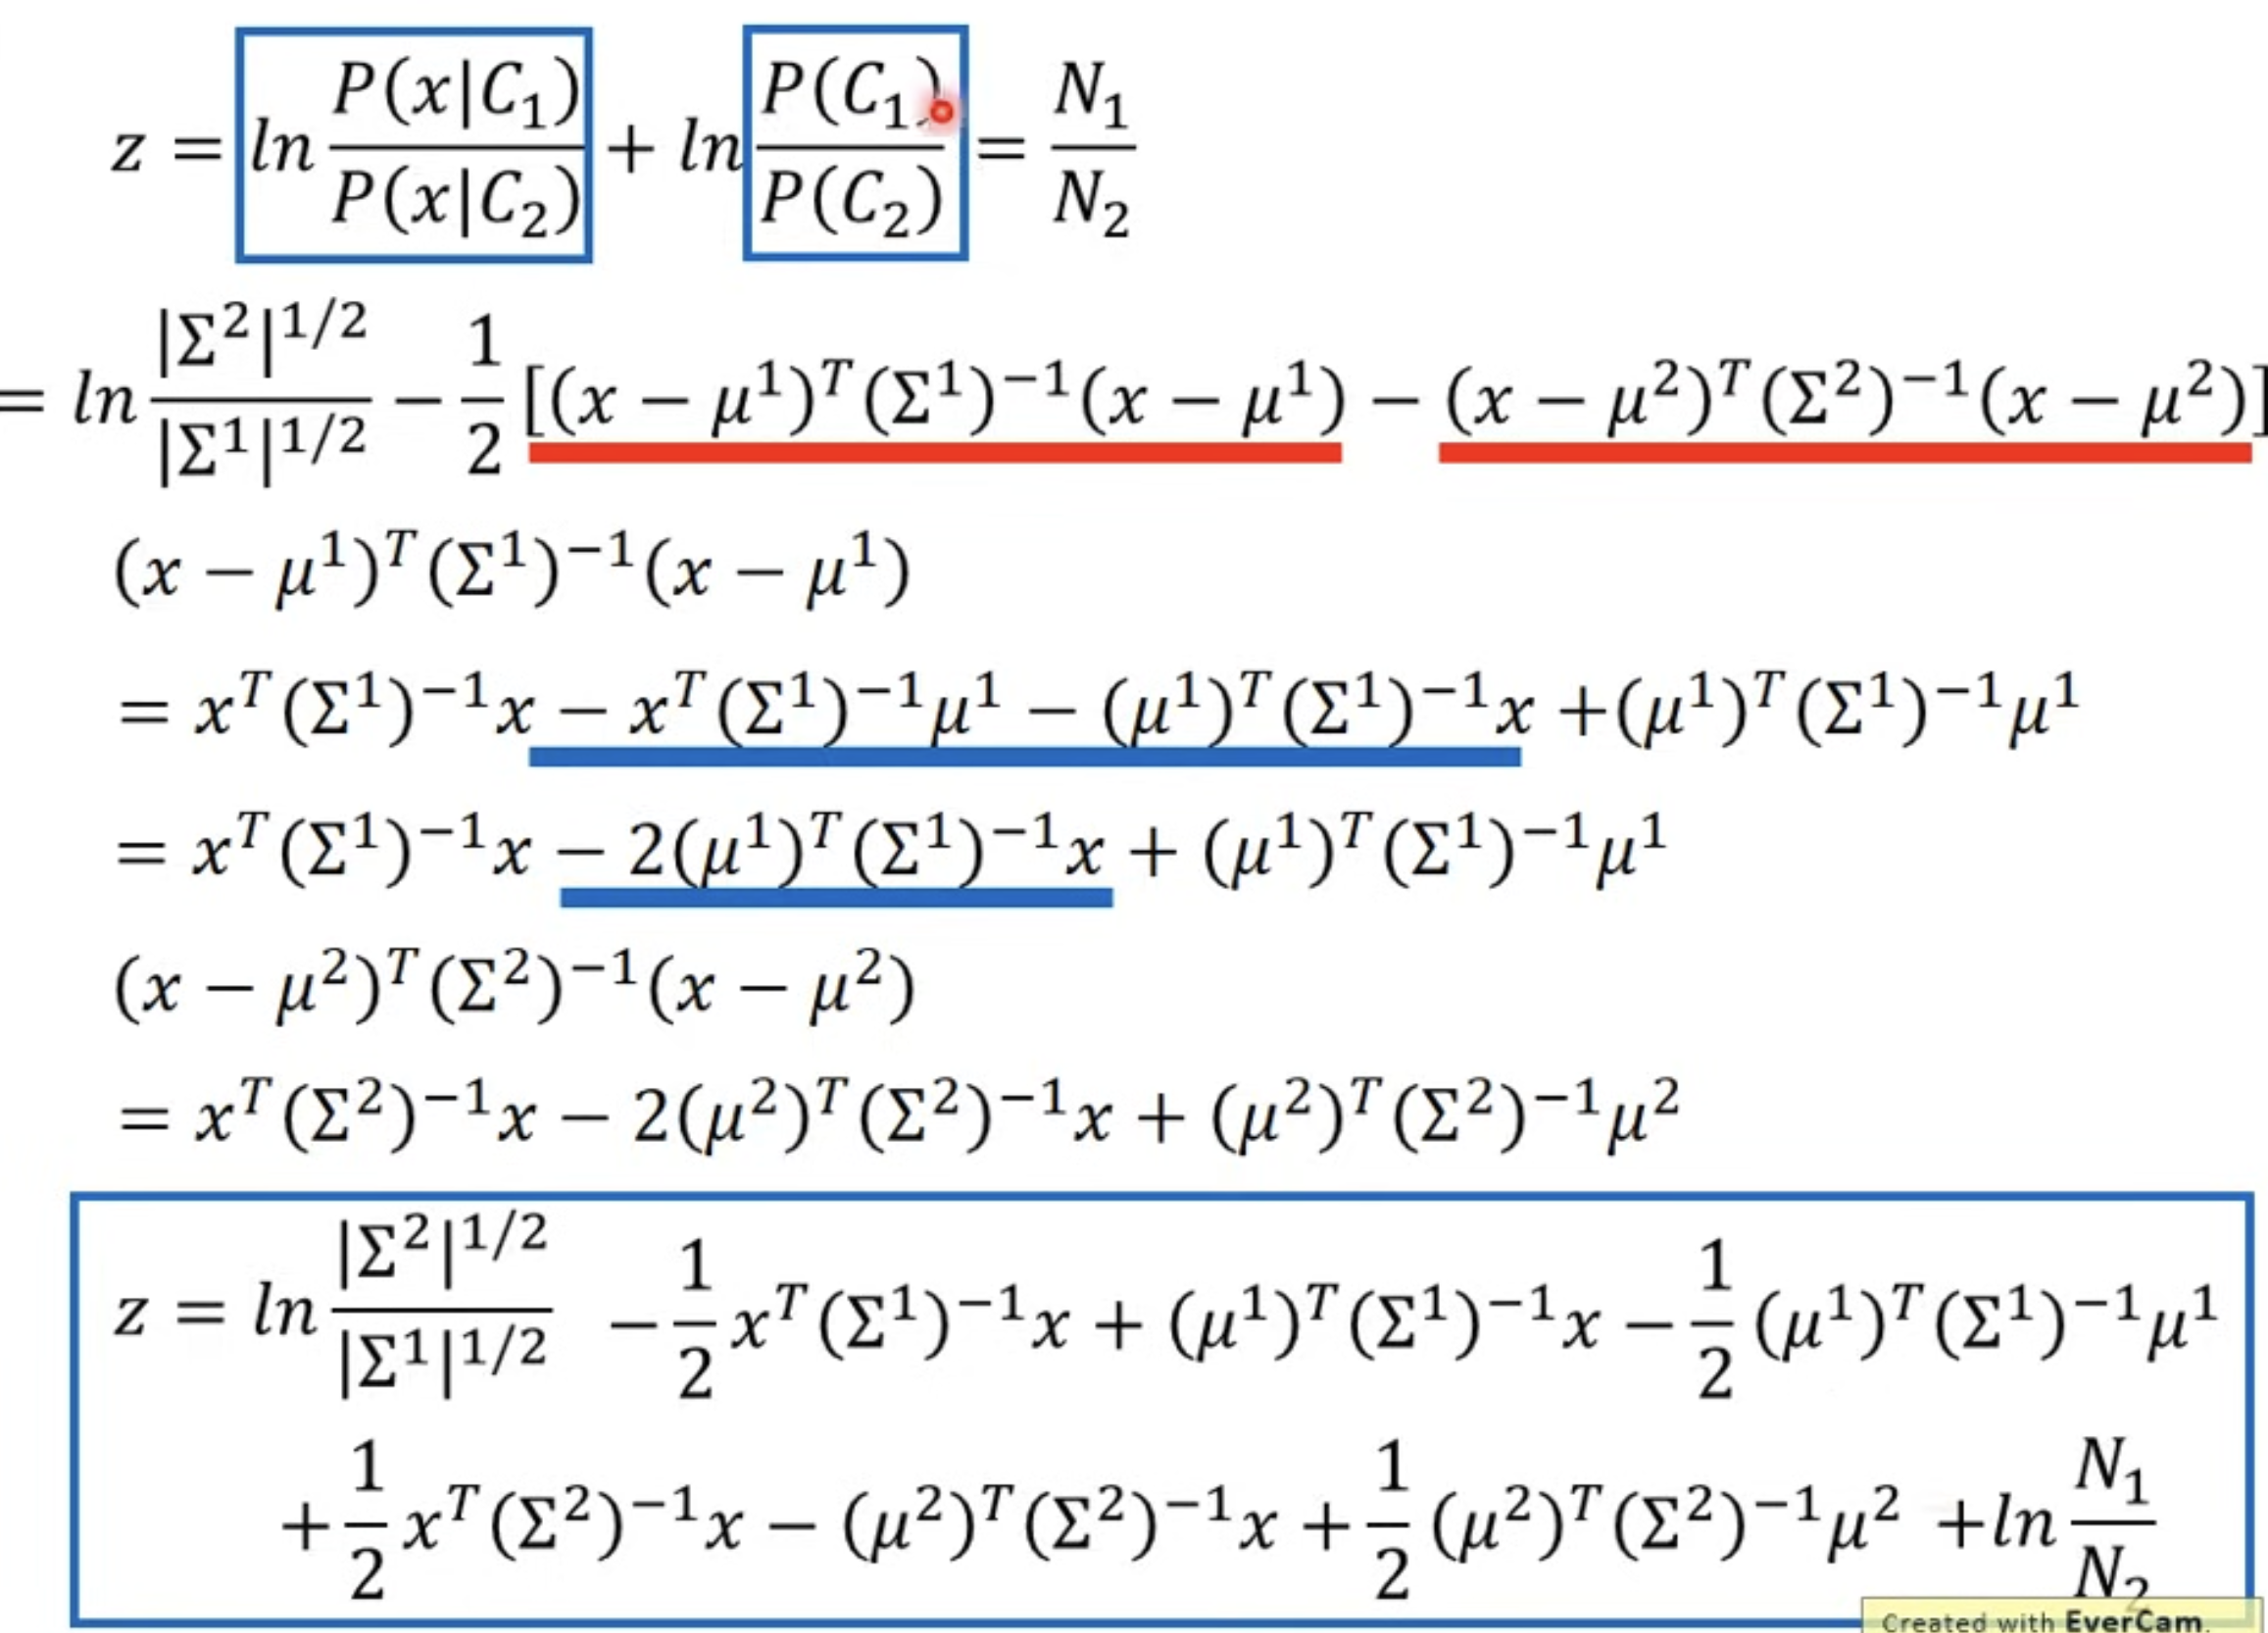 z = ln P(x|C₁)/P(x|C₂) + ln P(C₁)/P(C₂) = N₁/N₂
= ln |Σ²|^{1/2}/|Σ¹|^{1/2} − 1/2 [(x − μ¹)ᵀ(Σ¹)⁻¹(x − μ¹) − (x − μ²)ᵀ(Σ²)⁻¹(x − μ²)]
(x − μ¹)ᵀ(Σ¹)⁻¹(x − μ¹)
= xᵀ(Σ¹)⁻¹x − xᵀ(Σ¹)⁻¹μ¹ − (μ¹)ᵀ(Σ¹)⁻¹x +(μ¹)ᵀ(Σ¹)⁻¹μ¹
= xᵀ(Σ¹)⁻¹x − 2(μ¹)ᵀ(Σ¹)⁻¹x + (μ¹)ᵀ(Σ¹)⁻¹μ¹
(x − μ²)ᵀ(Σ²)⁻¹(x − μ²)
= xᵀ(Σ²)⁻¹x − 2(μ²)ᵀ(Σ²)⁻¹x + (μ²)ᵀ(Σ²)⁻¹μ²
z = ln |Σ²|^{1/2}/|Σ¹|^{1/2} − 1/2 xᵀ(Σ¹)⁻¹x + (μ¹)ᵀ(Σ¹)⁻¹x − 1/2 (μ¹)ᵀ(Σ¹)⁻¹μ¹
+ 1/2 xᵀ(Σ²)⁻¹x − (μ²)ᵀ(Σ²)⁻¹x + 1/2 (μ²)ᵀ(Σ²)⁻¹μ² +ln N₁/N₂
Created with EverCam.